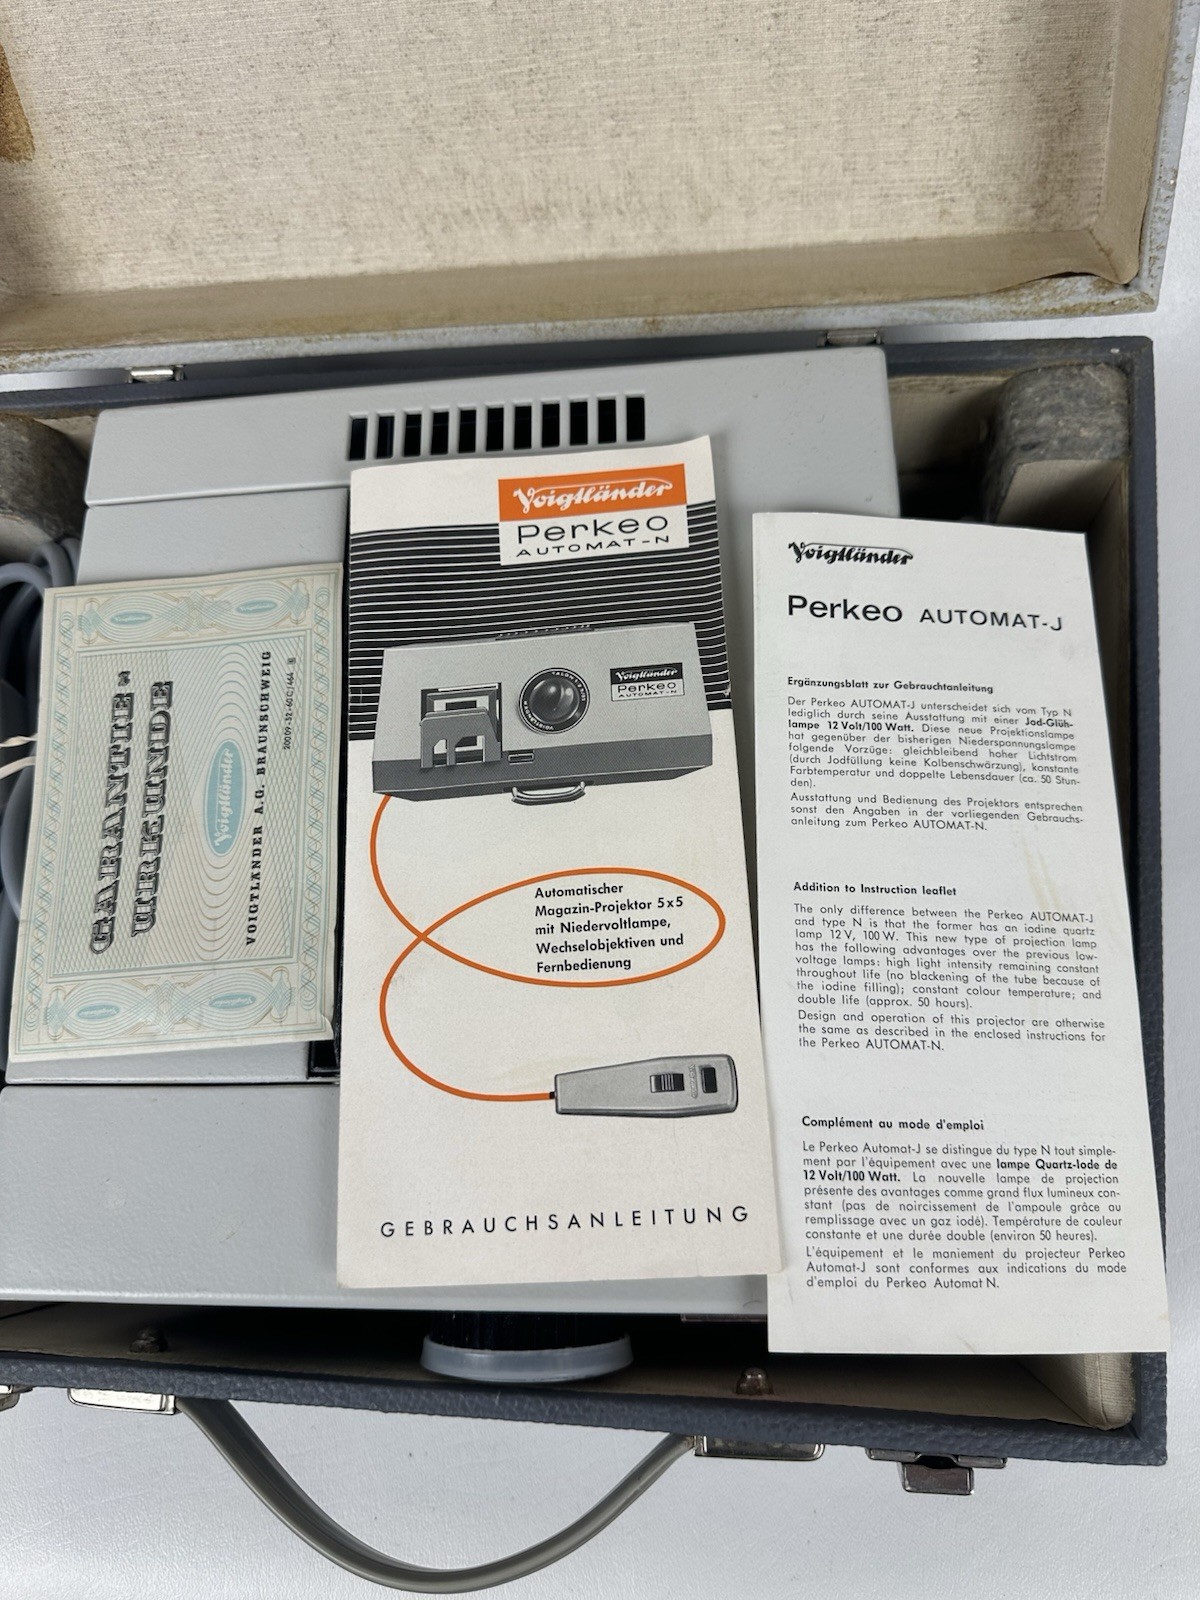 GARANTIE-
URKUNDE
Voigtländer
VOIGTLÄNDER A.G. BRAUNSCHWEIG
Voigtländer
Perkeo
AUTOMAT-N
Voigtländer
Perkeo
AUTOMAT-N
Automatischer
Magazin-Projektor 5x5
mit Niedervoltlampe,
Wechselobjektiven und
Fernbedienung
GEBRAUCHSANLEITUNG
Voigtländer
Perkeo AUTOMAT-J
Ergänzungsblatt zur Gebrauchtanleitung
Der Perkeo AUTOMAT-J unterscheidet sich vom Typ N
lediglich durch seine Ausstattung mit einer Jod-Glüh-
lampe 12 Volt/100 Watt. Diese neue Projektionslampe
hat gegenüber der bisherigen Niederspannungslampe
folgende Vorzüge: gleichbleibend hoher Lichtstrom
(durch Jodfüllung keine Kolbenschwärzung), konstante
Farbtemperatur und doppelte Lebensdauer (ca. 50 Stun-
den).
Ausstattung und Bedienung des Projektors entsprechen
sonst den Angaben in der vorliegenden Gebrauchs-
anleitung zum Perkeo AUTOMAT-N.
Addition to Instruction leaflet
The only difference between the Perkeo AUTOMAT-J
and type N is that the former has an iodine quartz
lamp 12 V, 100 W. This new type of projection lamp
has the following advantages over the previous low-
voltage lamps: high light intensity remaining constant
throughout life (no blackening of the tube because of
the iodine filling); constant colour temperature; and
double life (approx. 50 hours).
Design and operation of this projector are otherwise
the same as described in the enclosed instructions for
the Perkeo AUTOMAT-N.
Complément au mode d'emploi
Le Perkeo Automat-J se distingue du type N tout simple-
ment par l'équipement avec une lampe Quartz-Iode de
12 Volt/100 Watt. La nouvelle lampe de projection
présente des avantages comme grand flux lumineux con-
stant (pas de noircissement de l'ampoule grâce au
remplissage avec un gaz iodé). Température de couleur
constante et une durée double (environ 50 heures).
L'équipement et le maniement du projecteur Perkeo
Automat-J sont conformes aux indications du mode
d'emploi du Perkeo Automat N.